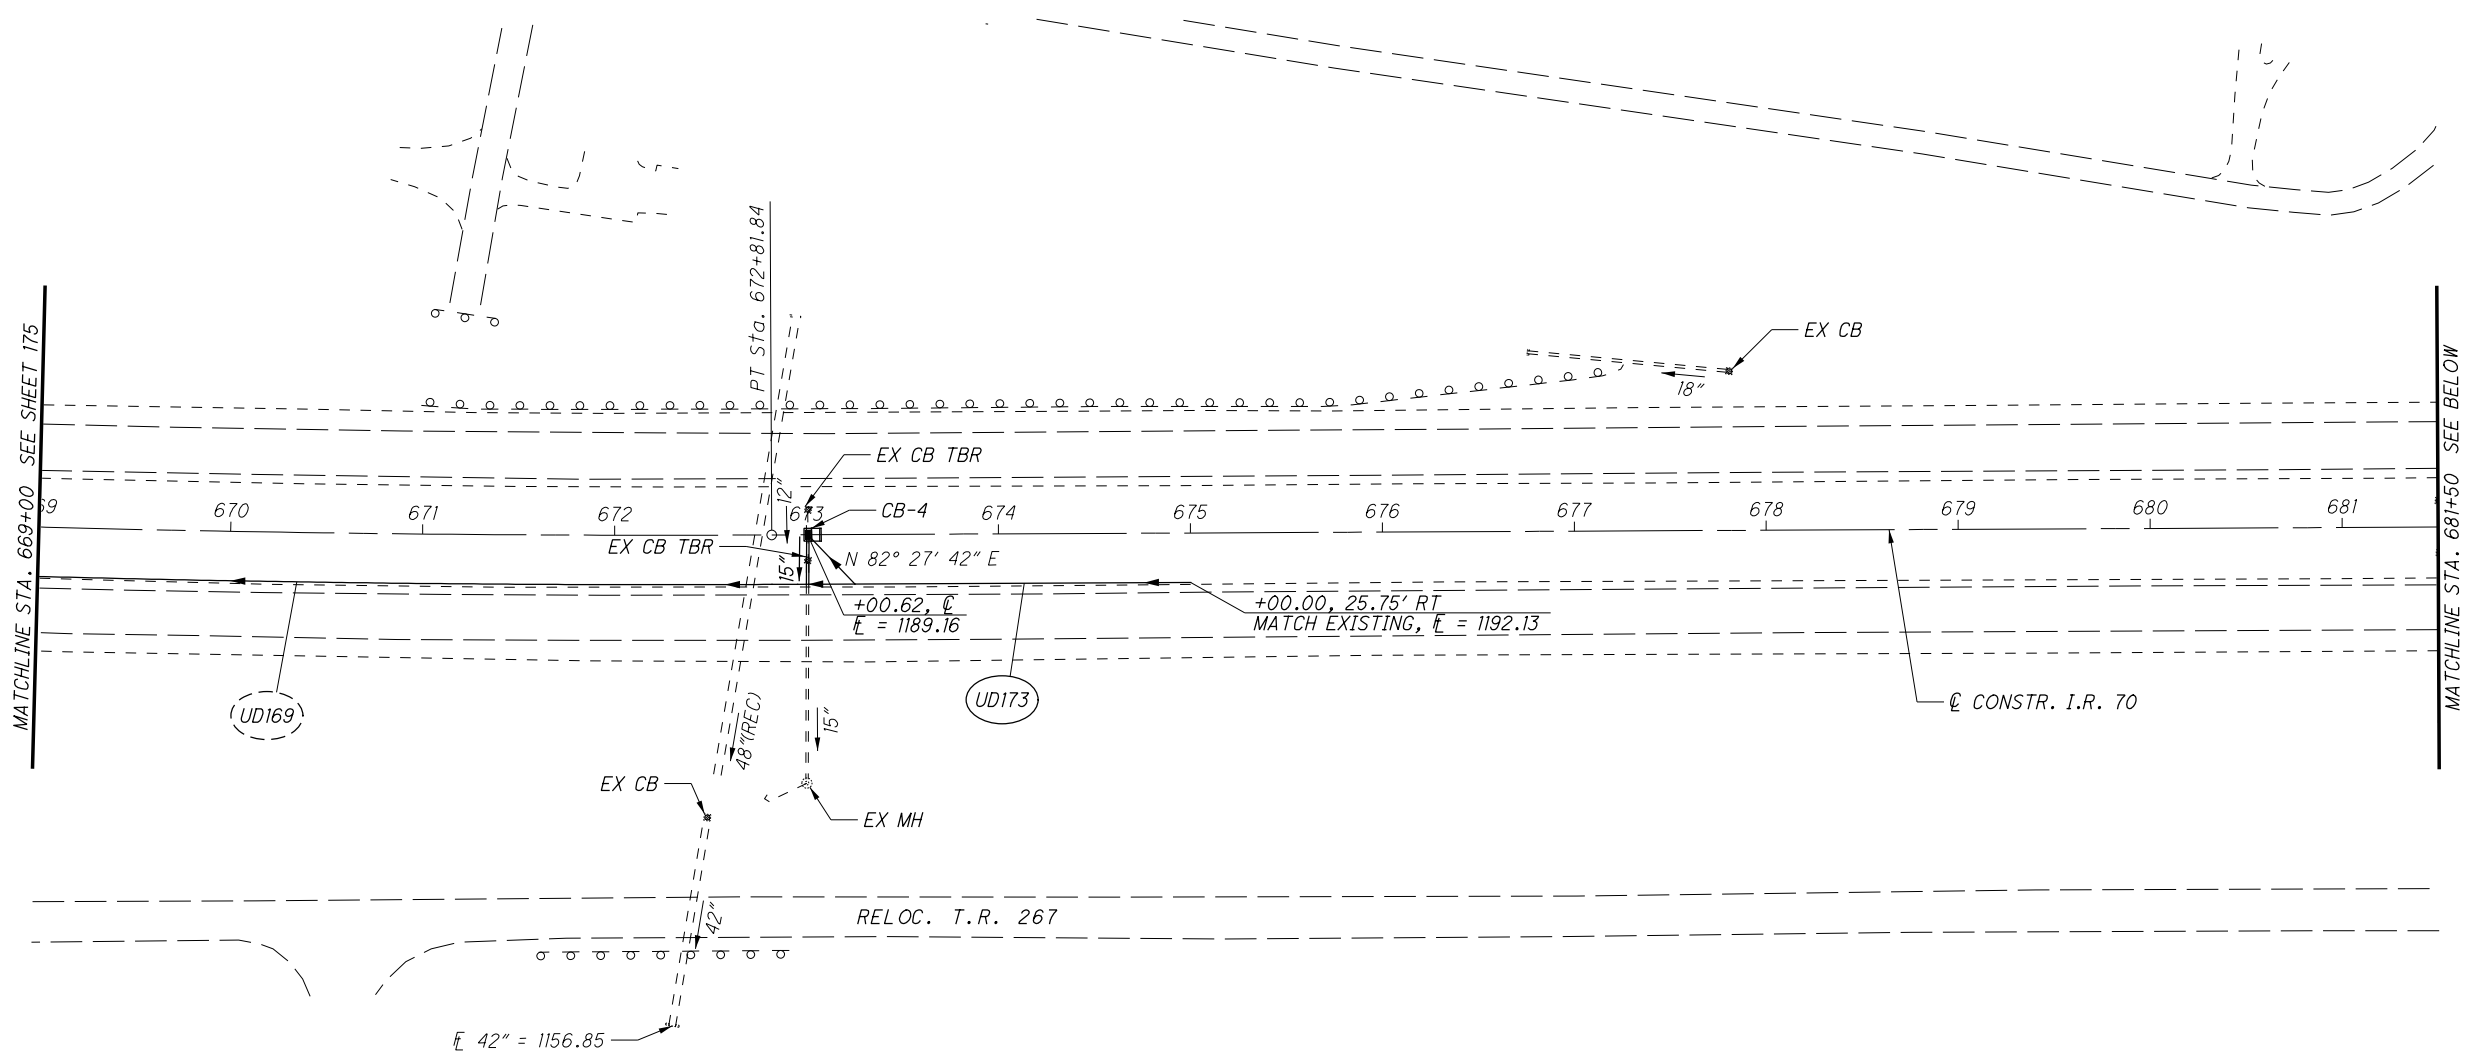 MATCHLINE STA. 669+00 SEE SHEET 175
PT Sta. 672+81.84
EX CB
18"
MATCHLINE STA. 681+50 SEE BELOW
EX CB TBR
12"
69
670
671
672
673
674
675
676
677
678
679
680
681
CB-4
EX CB TBR
15"
N 82° 27' 42" E
+00.62, ℄
FL = 1189.16
+00.00, 25.75' RT
MATCH EXISTING, FL = 1192.13
UD169
UD173
℄ CONSTR. I.R. 70
48"(REC)
15"
EX CB
EX MH
42"
RELOC. T.R. 267
FL 42" = 1156.85